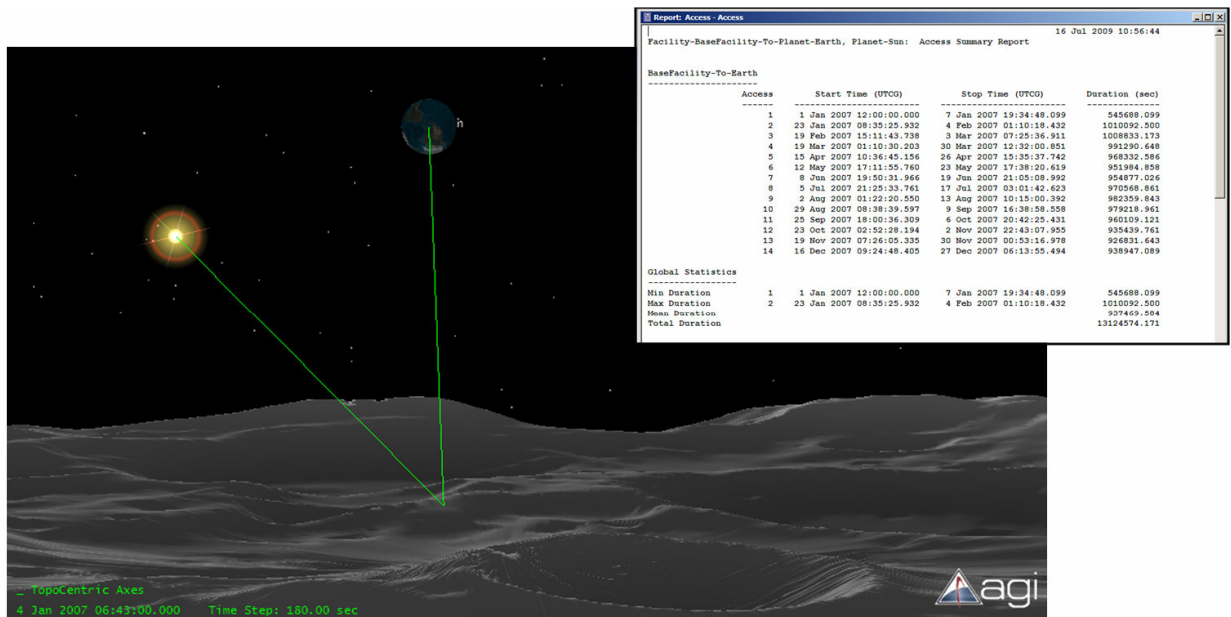 Report: Access - Access
16 Jul 2009 10:56:44
Facility-BaseFacility-To-Planet-Earth, Planet-Sun: Access Summary Report
BaseFacility-To-Earth
---------------------
Access Start Time (UTCG) Stop Time (UTCG) Duration (sec)
------ ------------------------ ------------------------ --------------
1 1 Jan 2007 12:00:00.000 7 Jan 2007 19:34:48.099 545688.099
2 23 Jan 2007 08:35:25.932 4 Feb 2007 01:10:18.432 1010092.500
3 19 Feb 2007 15:11:43.738 3 Mar 2007 07:25:36.911 1008833.173
4 19 Mar 2007 01:10:30.203 30 Mar 2007 12:32:00.851 991290.648
5 15 Apr 2007 10:36:45.156 26 Apr 2007 15:35:37.742 968332.586
6 12 May 2007 17:11:55.760 23 May 2007 17:38:20.619 951984.858
7 8 Jun 2007 19:50:31.966 19 Jun 2007 21:05:08.992 954877.026
8 5 Jul 2007 21:25:33.761 17 Jul 2007 03:01:42.623 970568.861
9 2 Aug 2007 01:22:20.550 13 Aug 2007 10:15:00.392 982359.843
10 29 Aug 2007 08:38:39.597 9 Sep 2007 16:38:58.558 979218.961
11 25 Sep 2007 18:00:36.309 6 Oct 2007 20:42:25.431 960109.121
12 23 Oct 2007 02:52:28.194 2 Nov 2007 22:43:07.955 935439.761
13 19 Nov 2007 07:26:05.335 30 Nov 2007 00:53:16.978 926831.643
14 16 Dec 2007 09:24:48.405 27 Dec 2007 06:13:55.494 938947.089
Global Statistics
-----------------
Min Duration 1 1 Jan 2007 12:00:00.000 7 Jan 2007 19:34:48.099 545688.099
Max Duration 2 23 Jan 2007 08:35:25.932 4 Feb 2007 01:10:18.432 1010092.500
Mean Duration 937469.584
Total Duration 13124574.171
_ TopoCentric Axes
4 Jan 2007 06:43:00.000 Time Step: 180.00 sec
agi